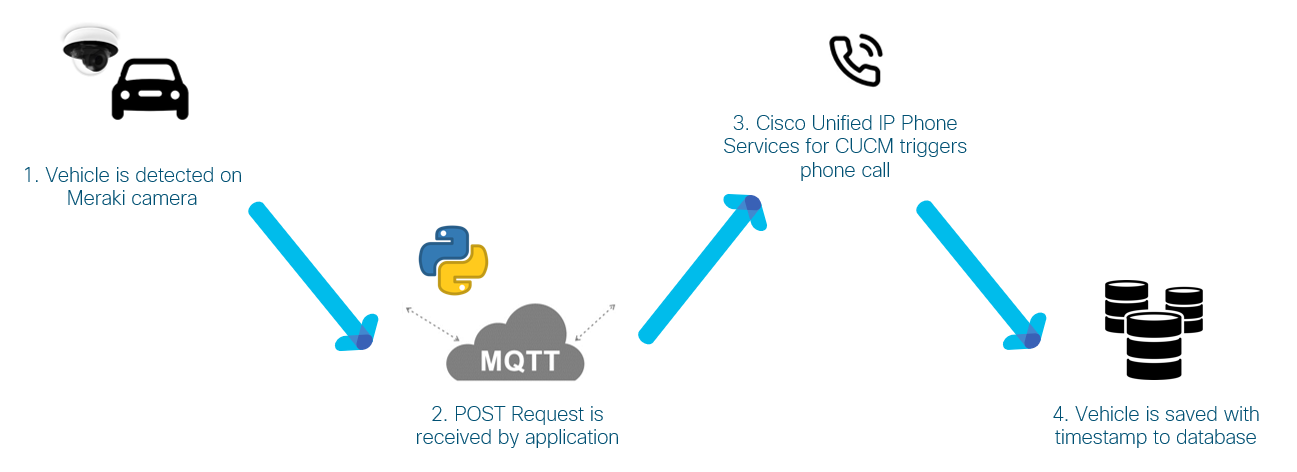 1. Vehicle is detected on
Meraki camera
MQTT
2. POST Request is
received by application
3. Cisco Unified IP Phone
Services for CUCM triggers
phone call
4. Vehicle is saved with
timestamp to database